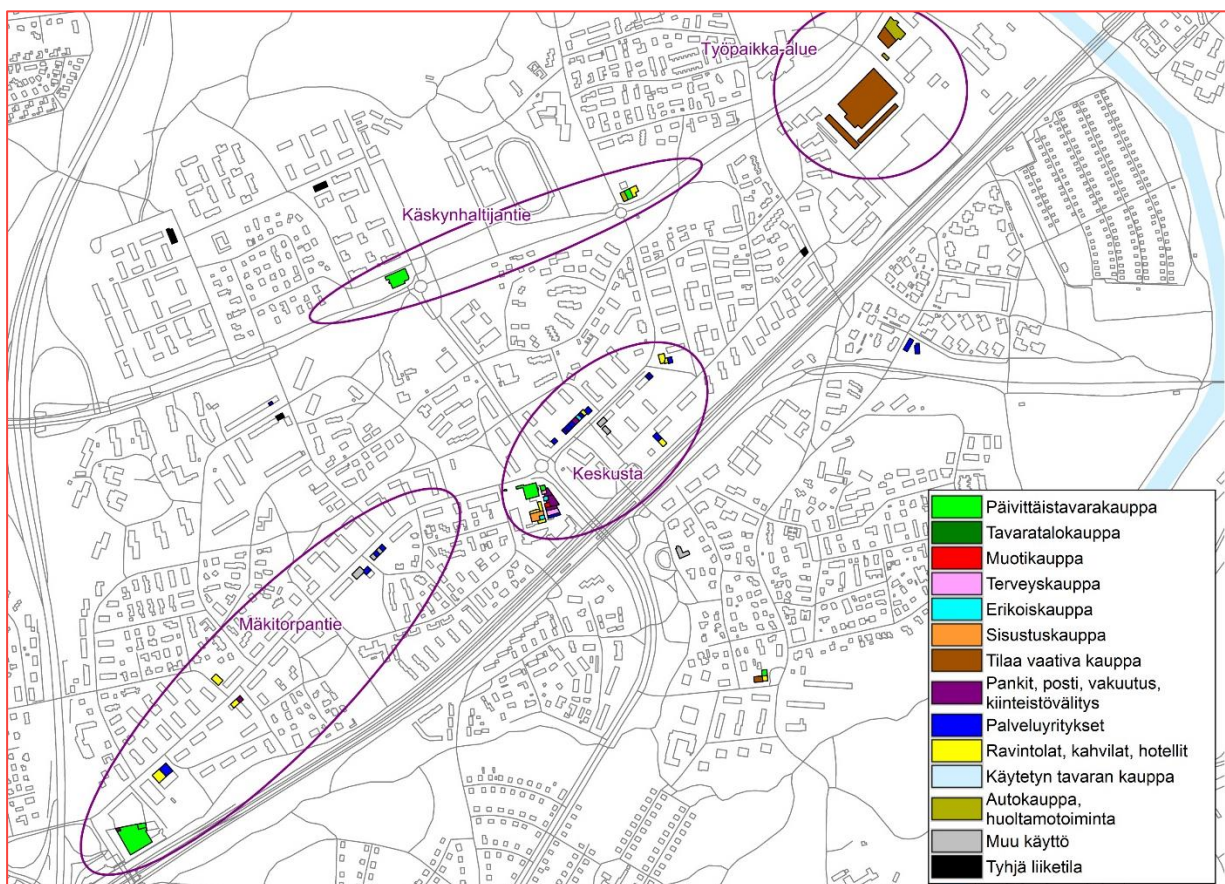 Työpaikka-alue
Käskynhaltijantie
Keskusta
Mäkitorpantie
Päivittäistavarakauppa
Tavaratalokauppa
Muotikauppa
Terveyskauppa
Erikoiskauppa
Sisustuskauppa
Tilaa vaativa kauppa
Pankit, posti, vakuutus,
kiinteistövälitys
Palveluyritykset
Ravintolat, kahvilat, hotellit
Käytetyn tavaran kauppa
Autokauppa,
huoltamotoiminta
Muu käyttö
Tyhjä liiketila